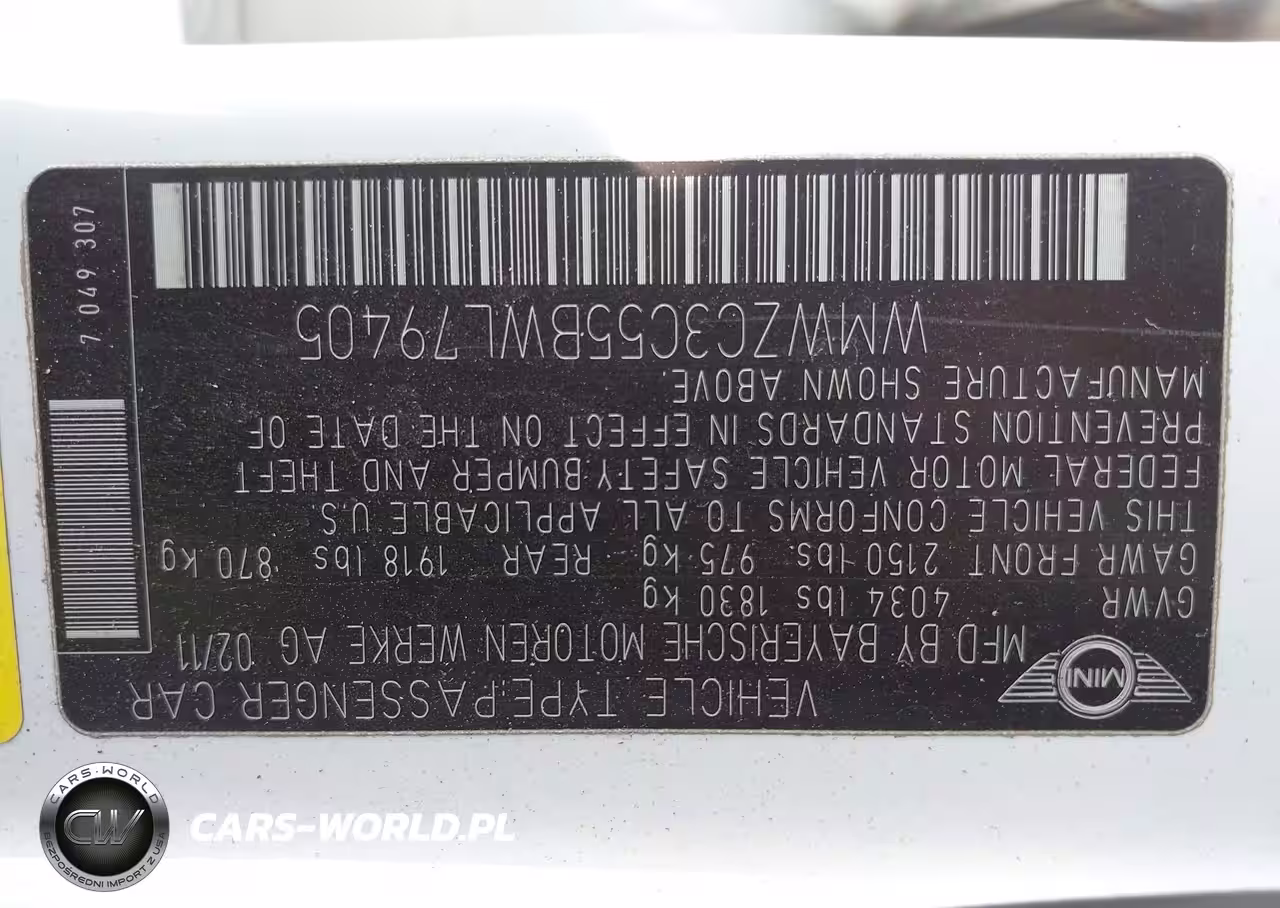 MINI
VEHICLE TYPE:PASSENGER CAR
MFD BY BAYERISCHE MOTOREN WERKE AG 02/11
GVWR 4034 lbs 1830 kg
GAWR FRONT 2150 lbs 975 kg REAR 1918 lbs 870 kg
THIS VEHICLE CONFORMS TO ALL APPLICABLE U.S.
FEDERAL MOTOR VEHICLE SAFETY BUMPER AND THEFT
PREVENTION STANDARDS IN EFFECT ON THE DATE OF
MANUFACTURE SHOWN ABOVE.
WMWZC3C55BWL79405
7 049 307
CARS-WORLD
CW
BEZPOŚREDNI IMPORT Z USA
CARS-WORLD.PL